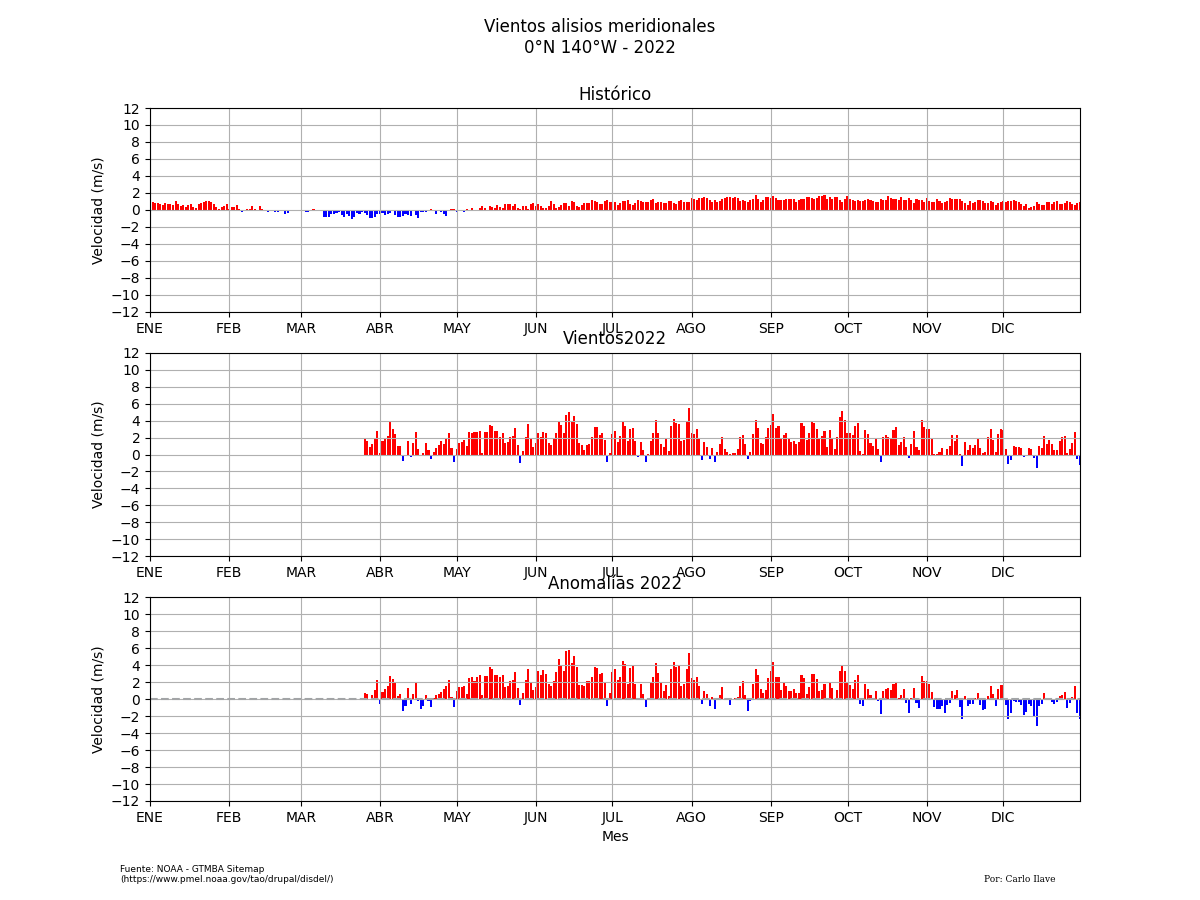 Vientos alisios meridionales
0°N 140°W - 2022
Histórico
12
10
8
6
4
2
0
−2
−4
−6
−8
−10
−12
Velocidad (m/s)
ENE FEB MAR ABR MAY JUN JUL AGO SEP OCT NOV DIC
Vientos2022
12
10
8
6
4
2
0
−2
−4
−6
−8
−10
−12
Velocidad (m/s)
ENE FEB MAR ABR MAY JUN JUL AGO SEP OCT NOV DIC
Anomalías 2022
12
10
8
6
4
2
0
−2
−4
−6
−8
−10
−12
Velocidad (m/s)
ENE FEB MAR ABR MAY JUN JUL AGO SEP OCT NOV DIC
Mes
Fuente: NOAA - GTMBA Sitemap
(https://www.pmel.noaa.gov/tao/drupal/disdel/)
Por: Carlo Ilave